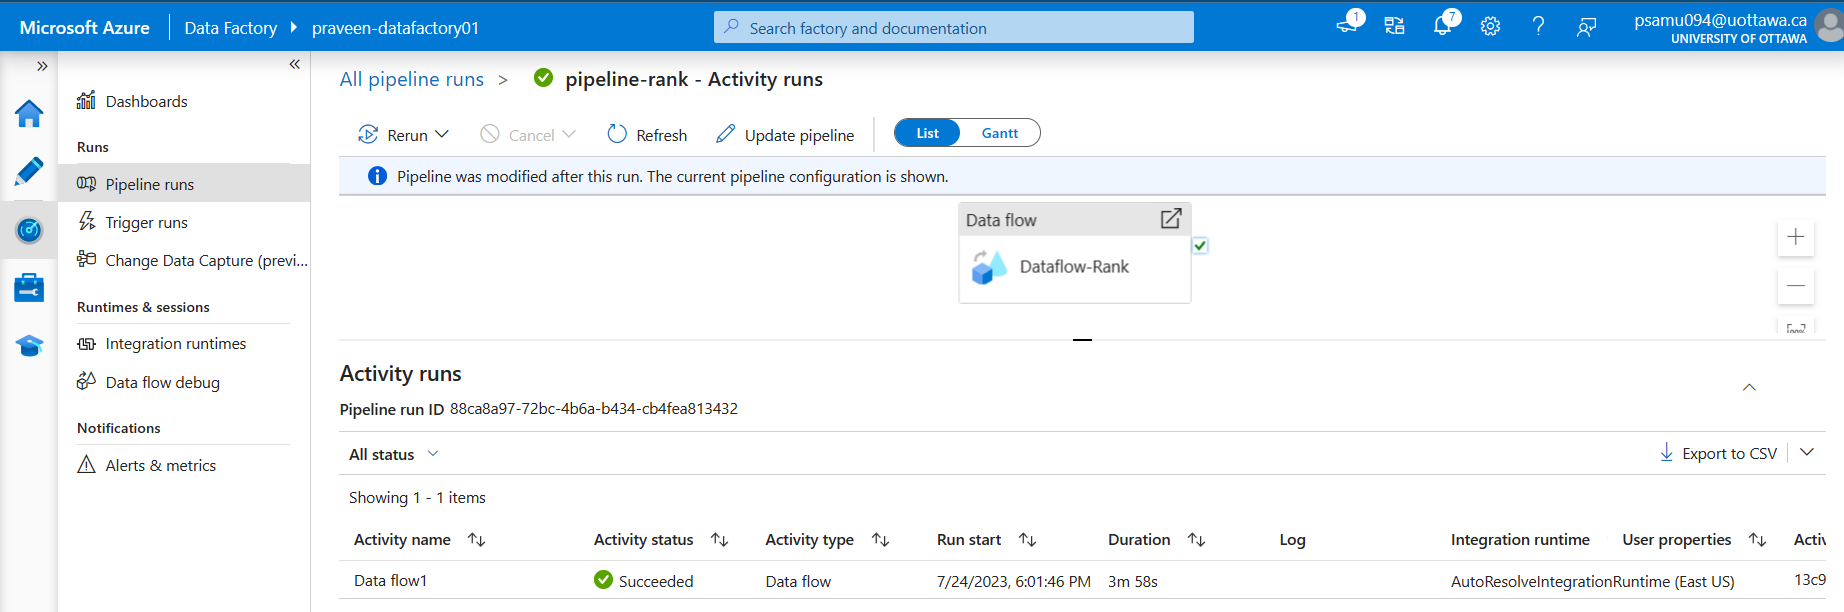 Microsoft Azure Data Factory praveen-datafactory01 Search factory and documentation 1 7 psamu094@uottawa.ca
UNIVERSITY OF OTTAWA
All pipeline runs > pipeline-rank - Activity runs
Dashboards
Rerun Cancel Refresh Update pipeline List Gantt
Runs
Pipeline runs
Pipeline was modified after this run. The current pipeline configuration is shown.
Trigger runs
Change Data Capture (previ...
Data flow
Dataflow-Rank
Runtimes & sessions
Integration runtimes
Data flow debug
Notifications
Alerts & metrics
Activity runs
Pipeline run ID 88ca8a97-72bc-4b6a-b434-cb4fea813432
All status Export to CSV
Showing 1 - 1 items
Activity name Activity status Activity type Run start Duration Log Integration runtime User properties Activ
Data flow1 Succeeded Data flow 7/24/2023, 6:01:46 PM 3m 58s AutoResolveIntegrationRuntime (East US) 13c9